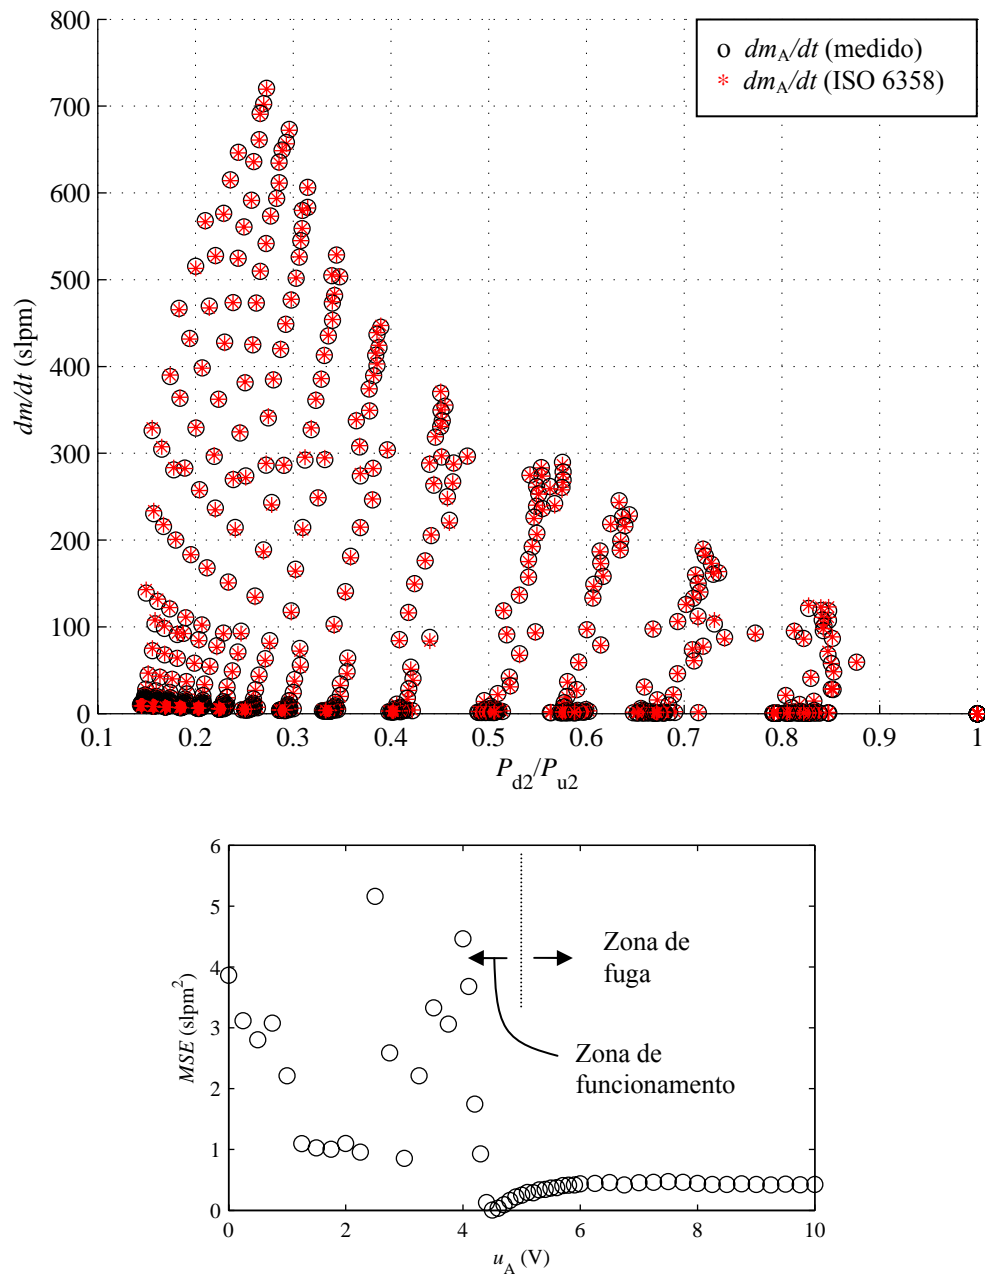 800
700
600
500
400
300
200
100
0
dm/dt (slpm)
o dm_A/dt (medido)
* dm_A/dt (ISO 6358)
0.1 0.2 0.3 0.4 0.5 0.6 0.7 0.8 0.9 1
P_d2/P_u2
6
5
4
3
2
1
0
MSE (slpm²)
Zona de
fuga
Zona de
funcionamento
0 2 4 6 8 10
u_A (V)